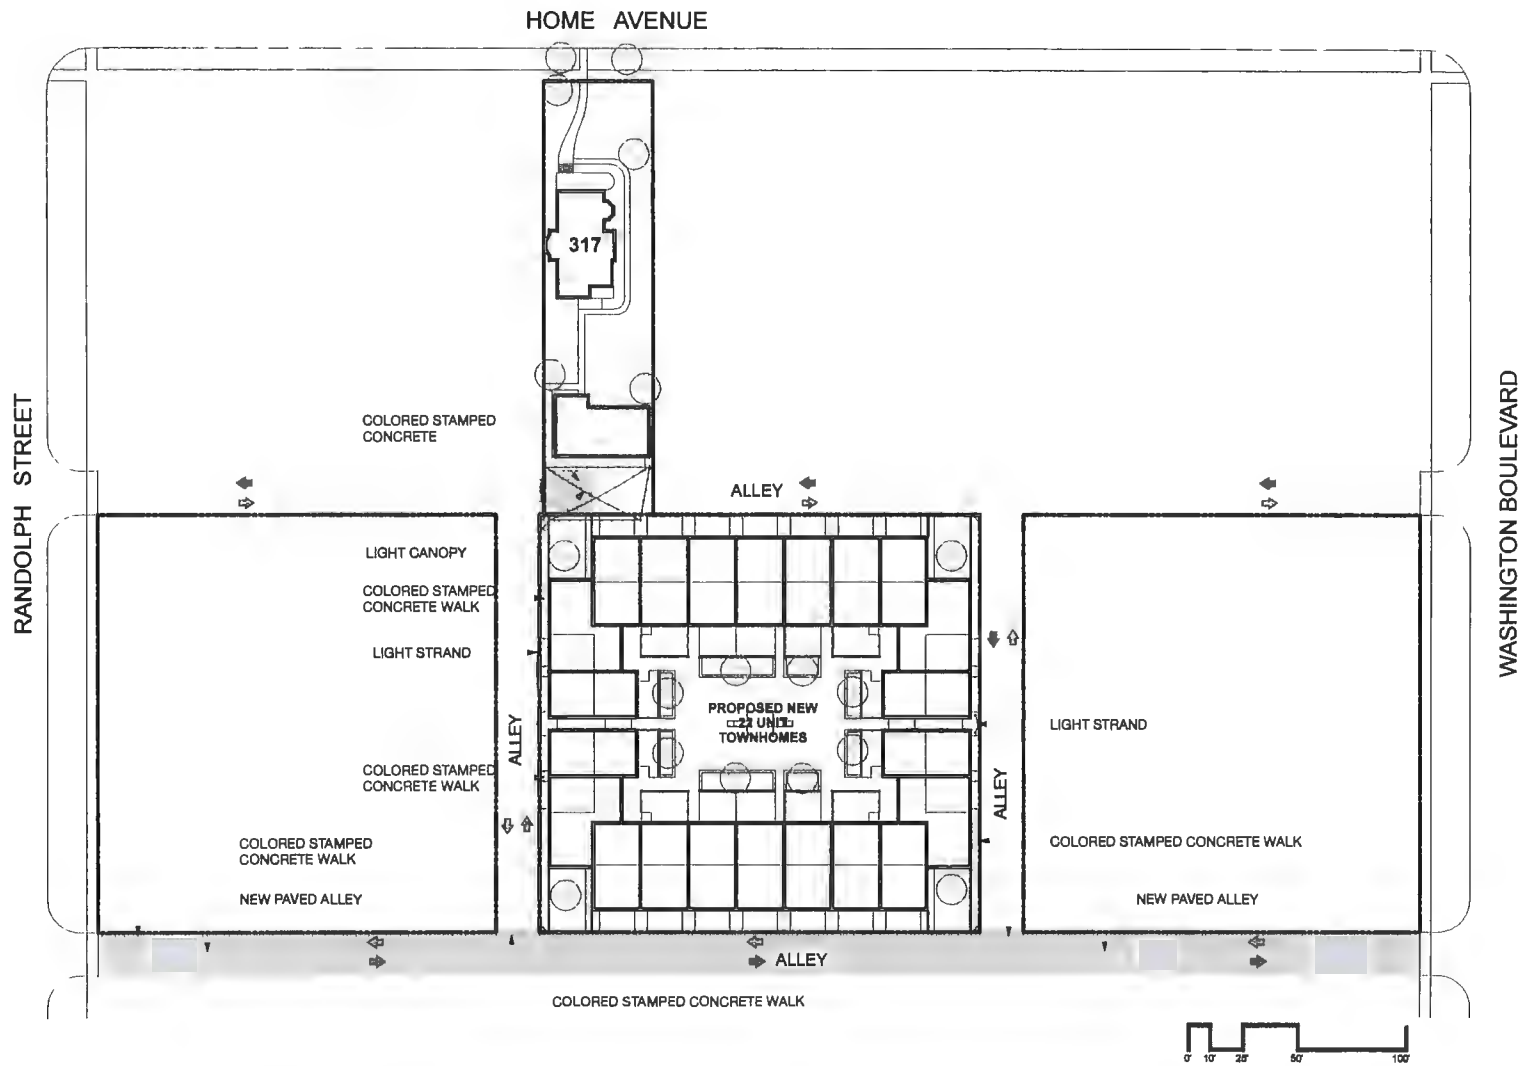 HOME AVENUE
317
RANDOLPH STREET
WASHINGTON BOULEVARD
COLORED STAMPED
CONCRETE
ALLEY
LIGHT CANOPY
COLORED STAMPED
CONCRETE WALK
LIGHT STRAND
PROPOSED NEW
22 UNIT
TOWNHOMES
LIGHT STRAND
ALLEY
COLORED STAMPED
CONCRETE WALK
ALLEY
COLORED STAMPED
CONCRETE WALK
COLORED STAMPED CONCRETE WALK
NEW PAVED ALLEY
NEW PAVED ALLEY
ALLEY
COLORED STAMPED CONCRETE WALK
0' 10' 25' 50' 100'